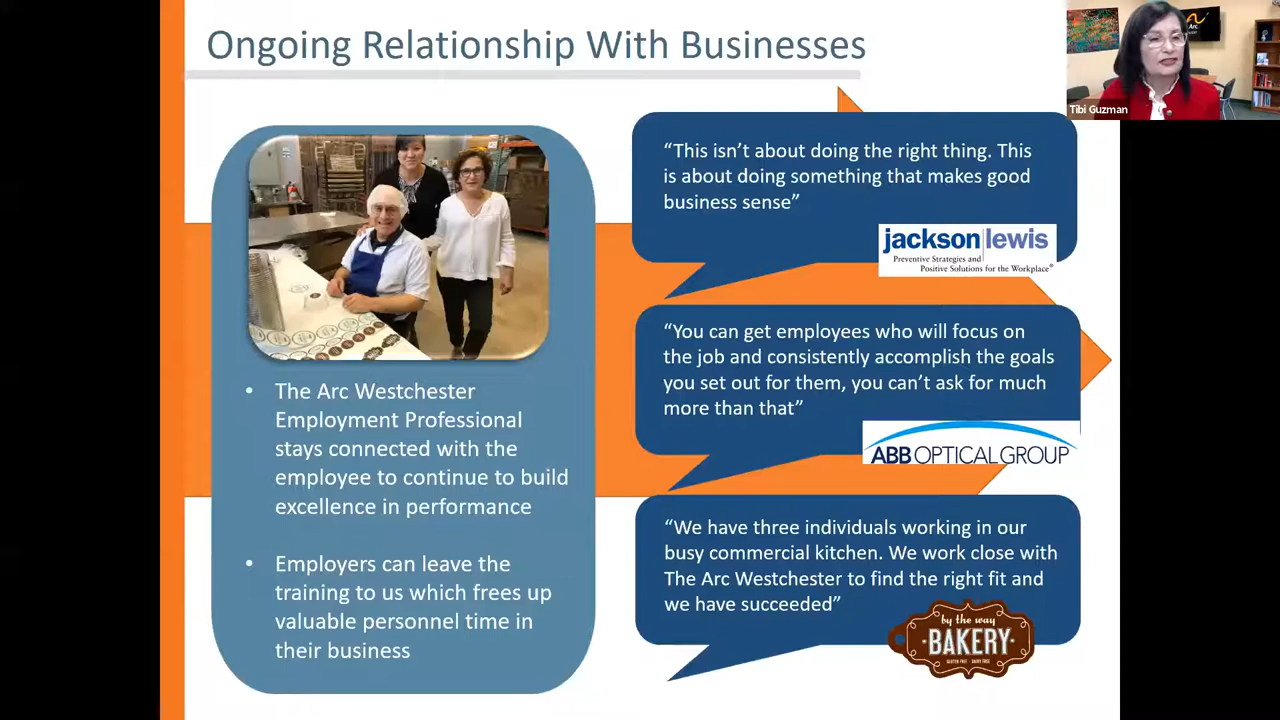 Ongoing Relationship With Businesses
Arc
Tibi Guzman
“This isn’t about doing the right thing. This
is about doing something that makes good
business sense”
jackson lewis
Preventive Strategies and
Positive Solutions for the Workplace®
“You can get employees who will focus on
the job and consistently accomplish the goals
you set out for them, you can’t ask for much
more than that”
ABB OPTICAL GROUP
“We have three individuals working in our
busy commercial kitchen. We work close with
The Arc Westchester to find the right fit and
we have succeeded”
by the way
BAKERY
GLUTEN FREE DAIRY FREE
• The Arc Westchester
Employment Professional
stays connected with the
employee to continue to build
excellence in performance
• Employers can leave the
training to us which frees up
valuable personnel time in
their business